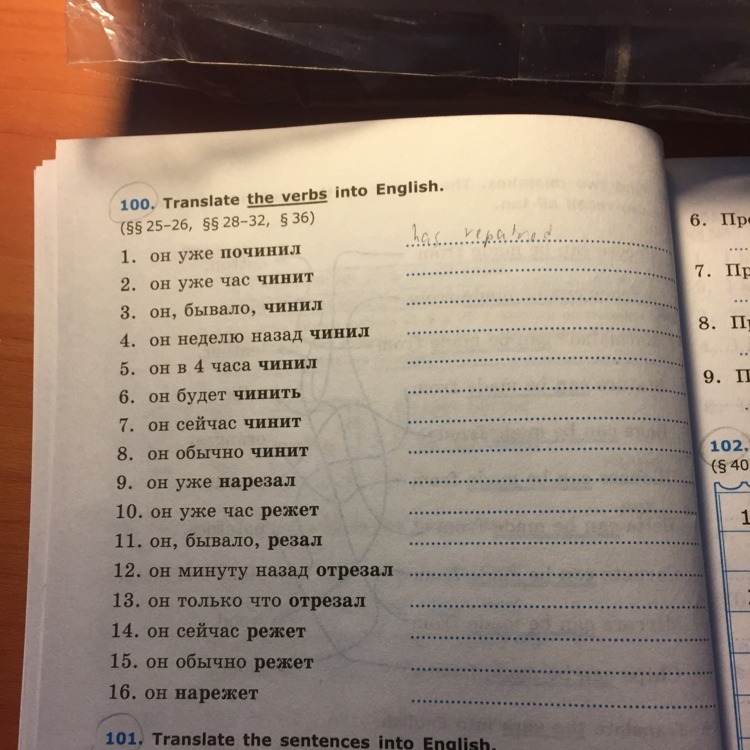 100. Translate the verbs into English.
(§§ 25–26, §§ 28–32, § 36)
1. он уже починил
has repaired
2. он уже час чинит
3. он, бывало, чинил
4. он неделю назад чинил
5. он в 4 часа чинил
6. он будет чинить
7. он сейчас чинит
8. он обычно чинит
9. он уже нарезал
10. он уже час режет
11. он, бывало, резал
12. он минуту назад отрезал
13. он только что отрезал
14. он сейчас режет
15. он обычно режет
16. он нарежет
101. Translate the sentences into English.
6.
7.
8.
9.
102.
(§ 40